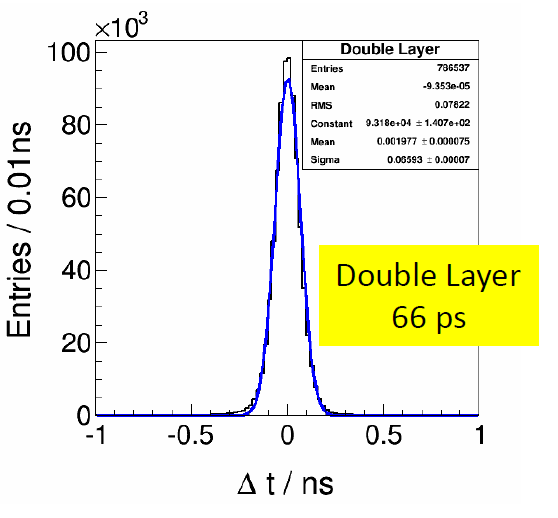 ×10³
100
80
60
40
20
0
Entries / 0.01ns
-1 -0.5 0 0.5 1
Δ t / ns
Double Layer
Entries 786537
Mean -9.353e-05
RMS 0.07822
Constant 9.318e+04 ± 1.407e+02
Mean 0.001977 ± 0.000075
Sigma 0.06593 ± 0.00007
Double Layer
66 ps